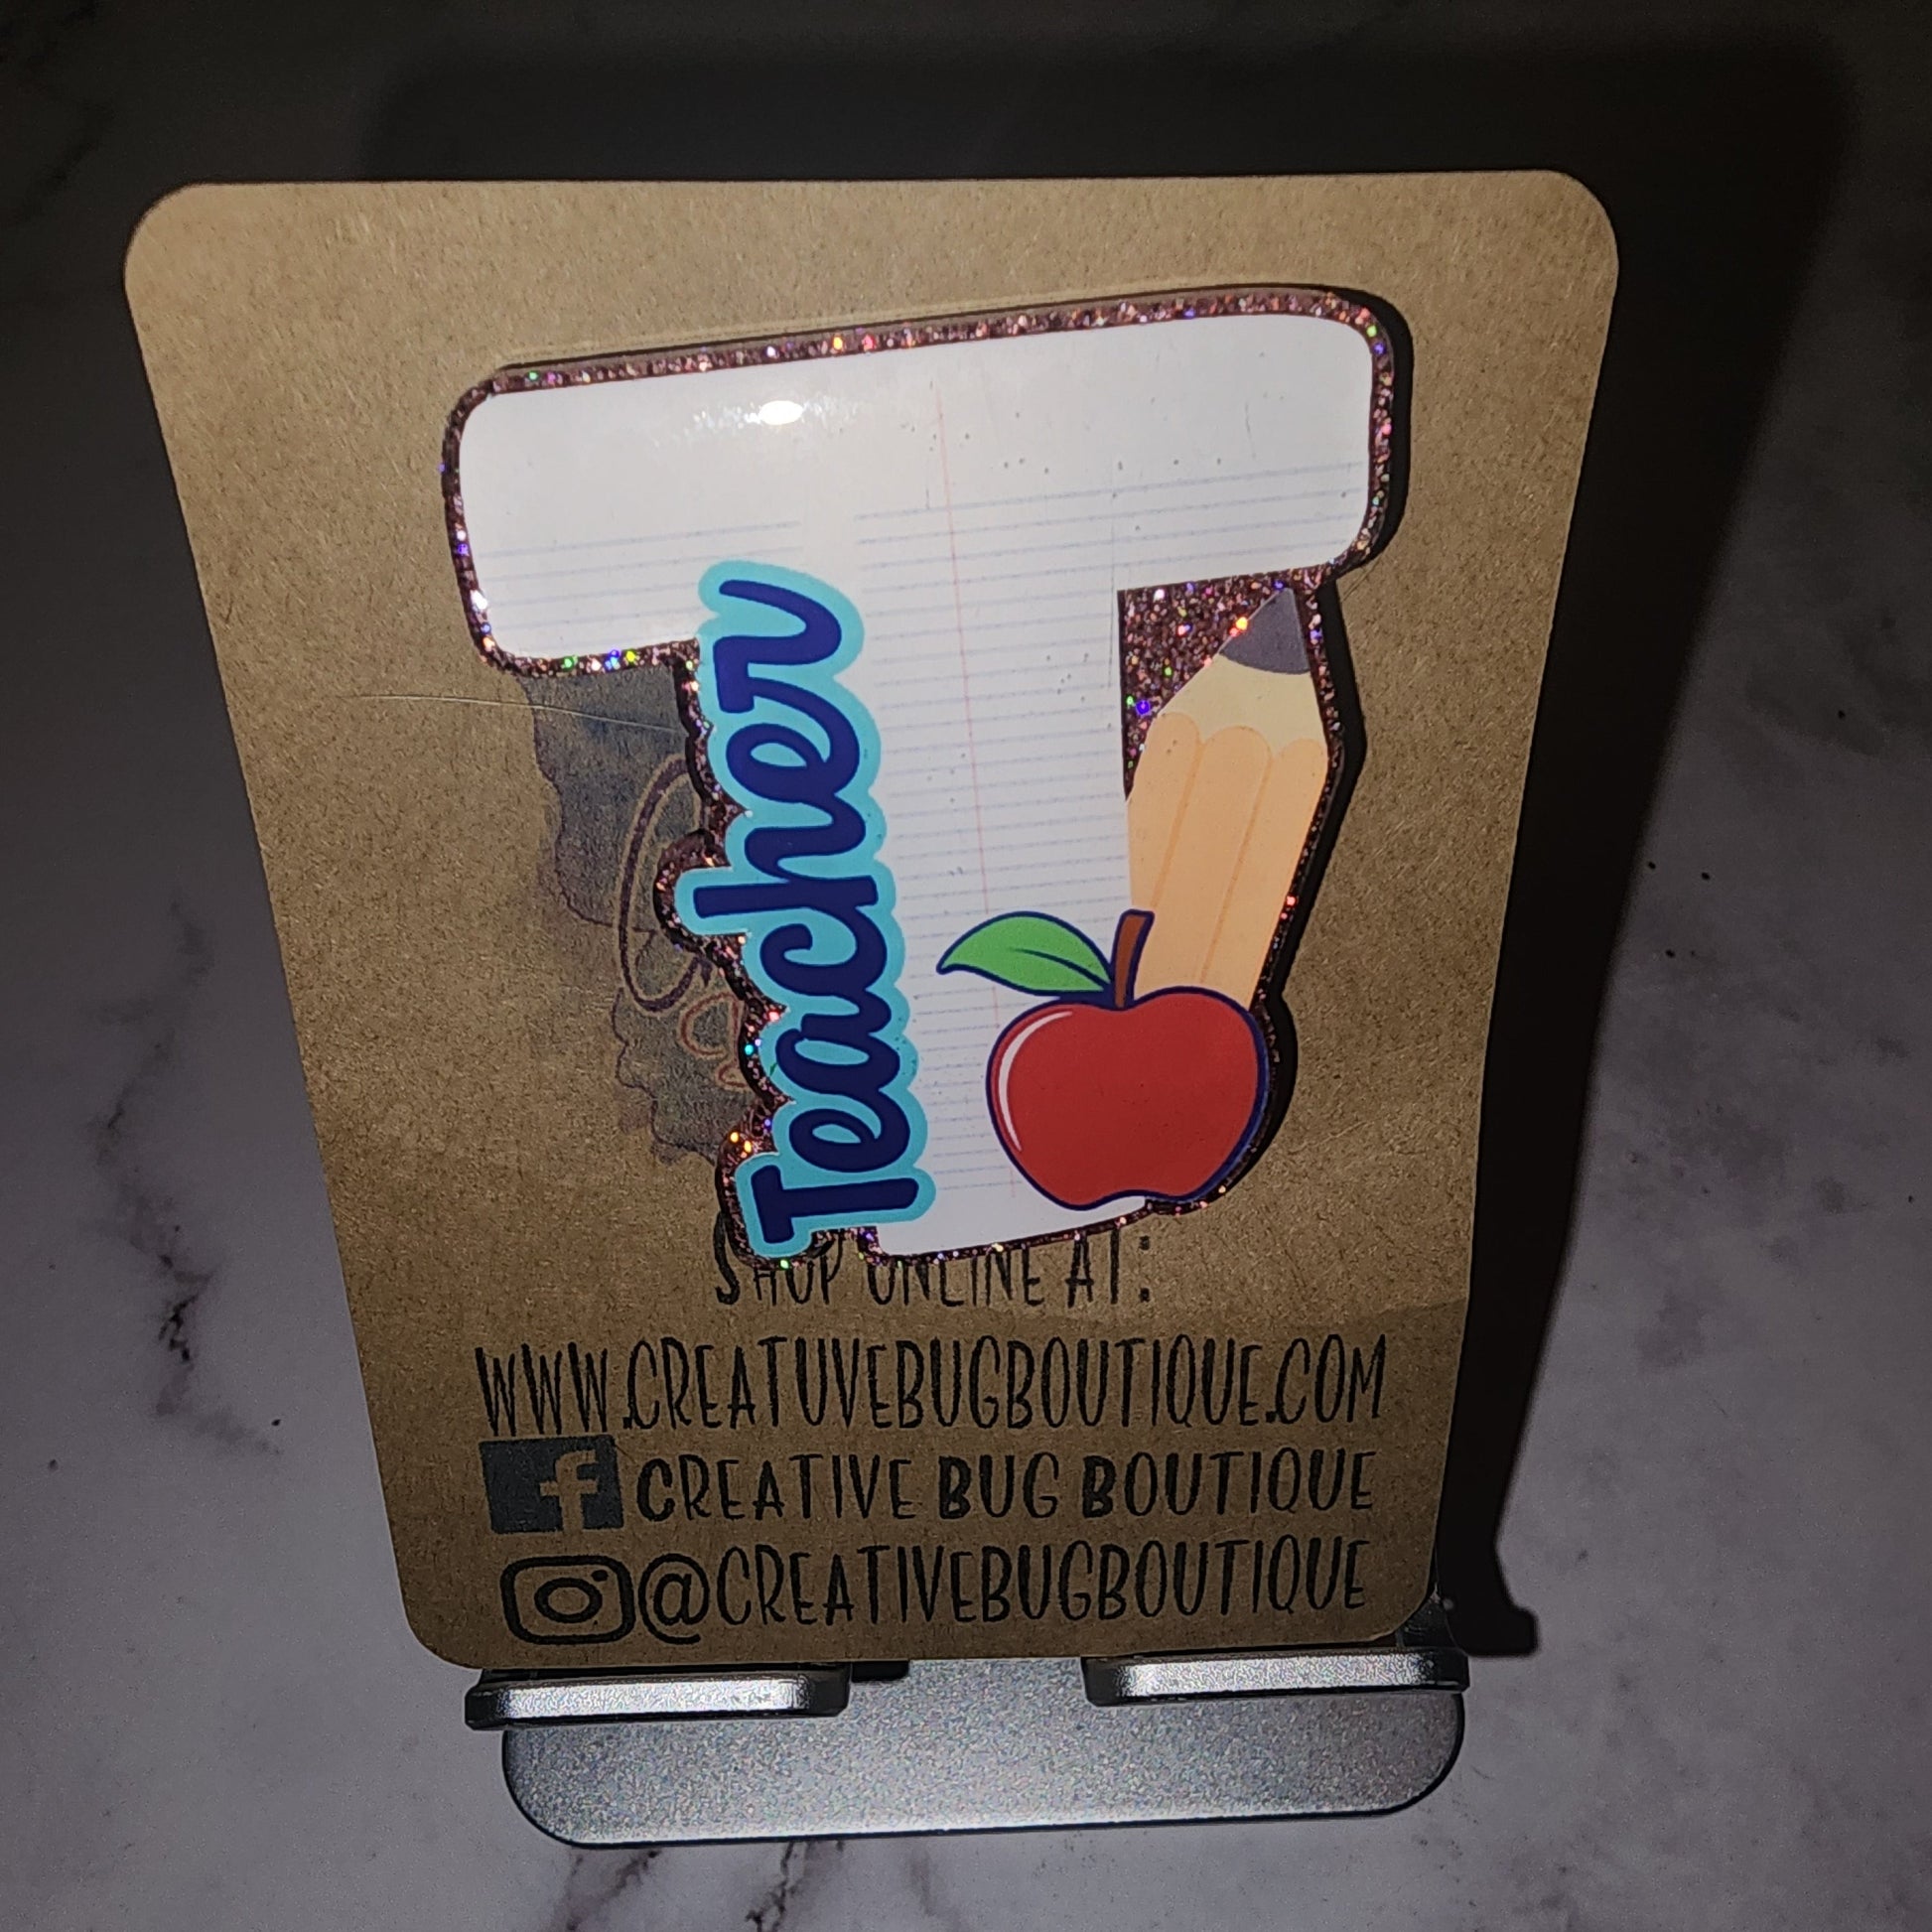 Teacher
SHOP ONLINE AT:
WWW.CREATUVEBUGBOUTIQUE.COM
f CREATIVE BUG BOUTIQUE
@CREATIVEBUGBOUTIQUE